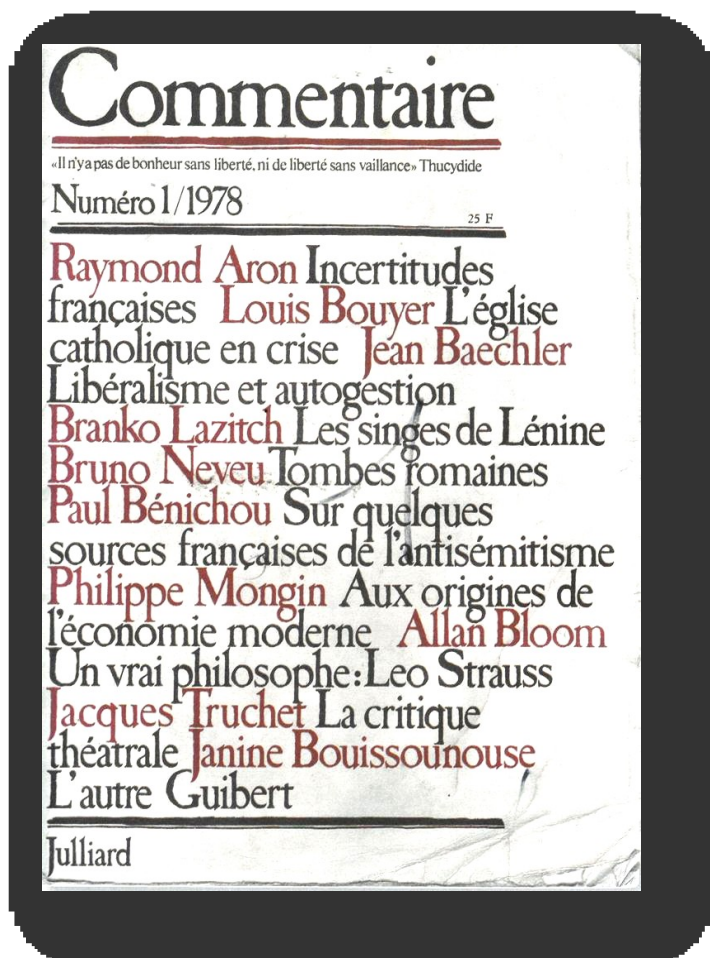 Commentaire
«Il n'y a pas de bonheur sans liberté, ni de liberté sans vaillance» Thucydide
Numéro 1/1978
25 F
Raymond Aron Incertitudes
françaises Louis Bouyer L'église
catholique en crise Jean Baechler
Libéralisme et autogestion
Branko Lazitch Les singes de Lénine
Bruno Neveu Tombes romaines
Paul Bénichou Sur quelques
sources françaises de l'antisémitisme
Philippe Mongin Aux origines de
l'économie moderne Allan Bloom
Un vrai philosophe: Leo Strauss
Jacques Truchet La critique
théatrale Janine Bouissounouse
L'autre Guibert
Julliard